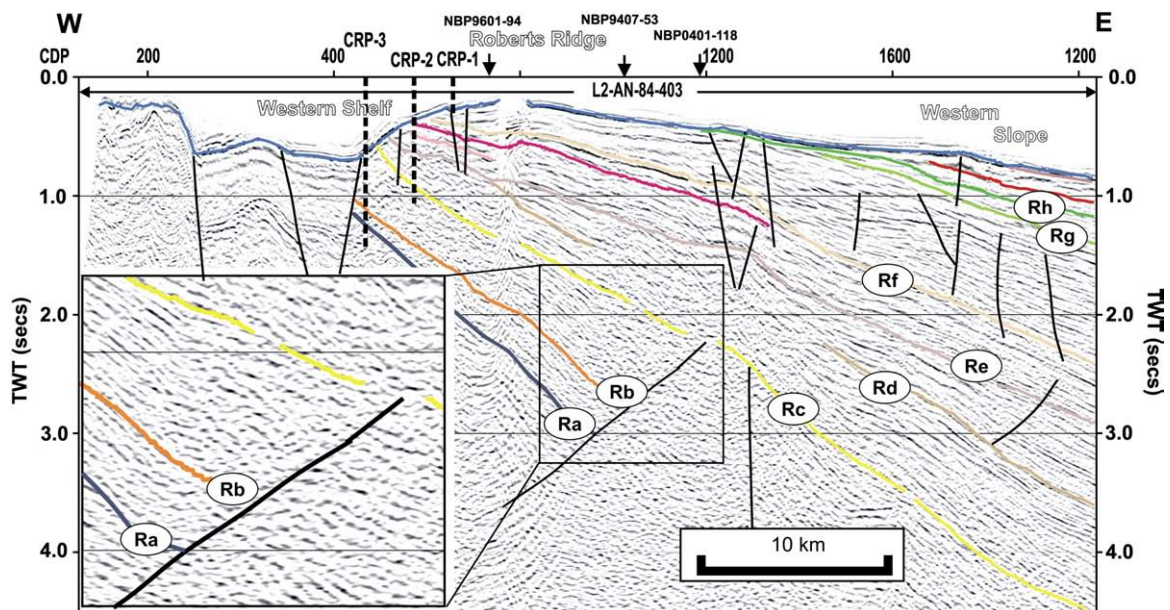 W
E
NBP9601-94
NBP9407-53
NBP0401-118
Roberts Ridge
CDP
200
400
CRP-3
CRP-2
CRP-1
1200
1600
1200
0.0
0.0
L2-AN-84-403
Western Shelf
Western
Slope
1.0
1.0
Rh
Rg
Rf
TWT (secs)
TWT (secs)
2.0
2.0
Re
Rd
Rb
Rc
Ra
3.0
3.0
Rb
Ra
10 km
4.0
4.0